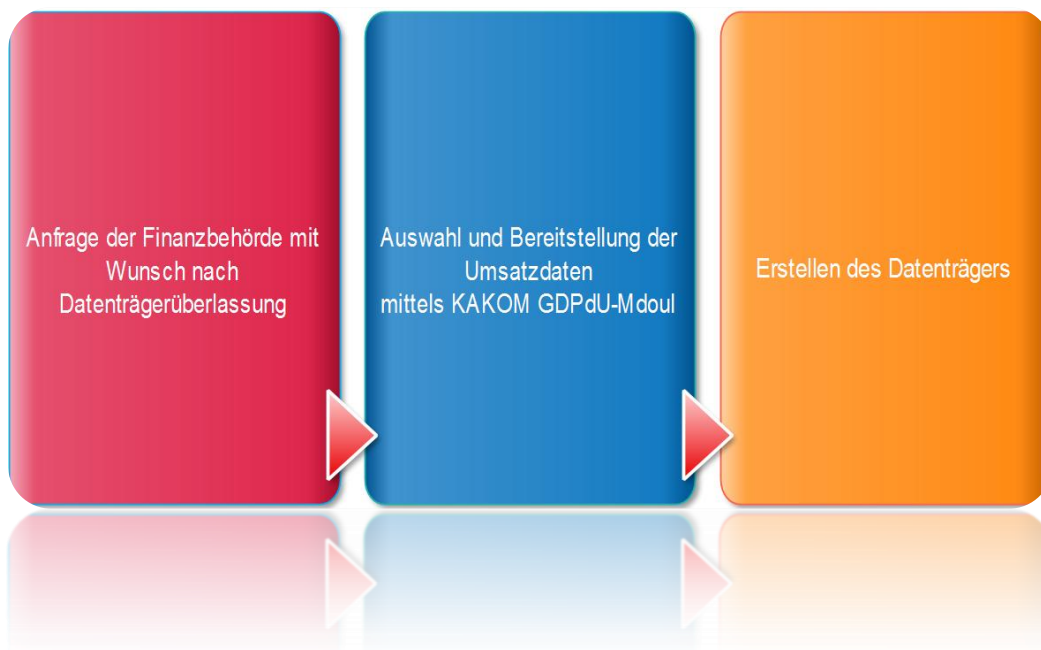 Anfrage der Finanzbehörde mit
Wunsch nach
Datenträgerüberlassung
Auswahl und Bereitstellung der
Umsatzdaten
mittels KAKOM GDPdU-Mdoul
Erstellen des Datenträgers